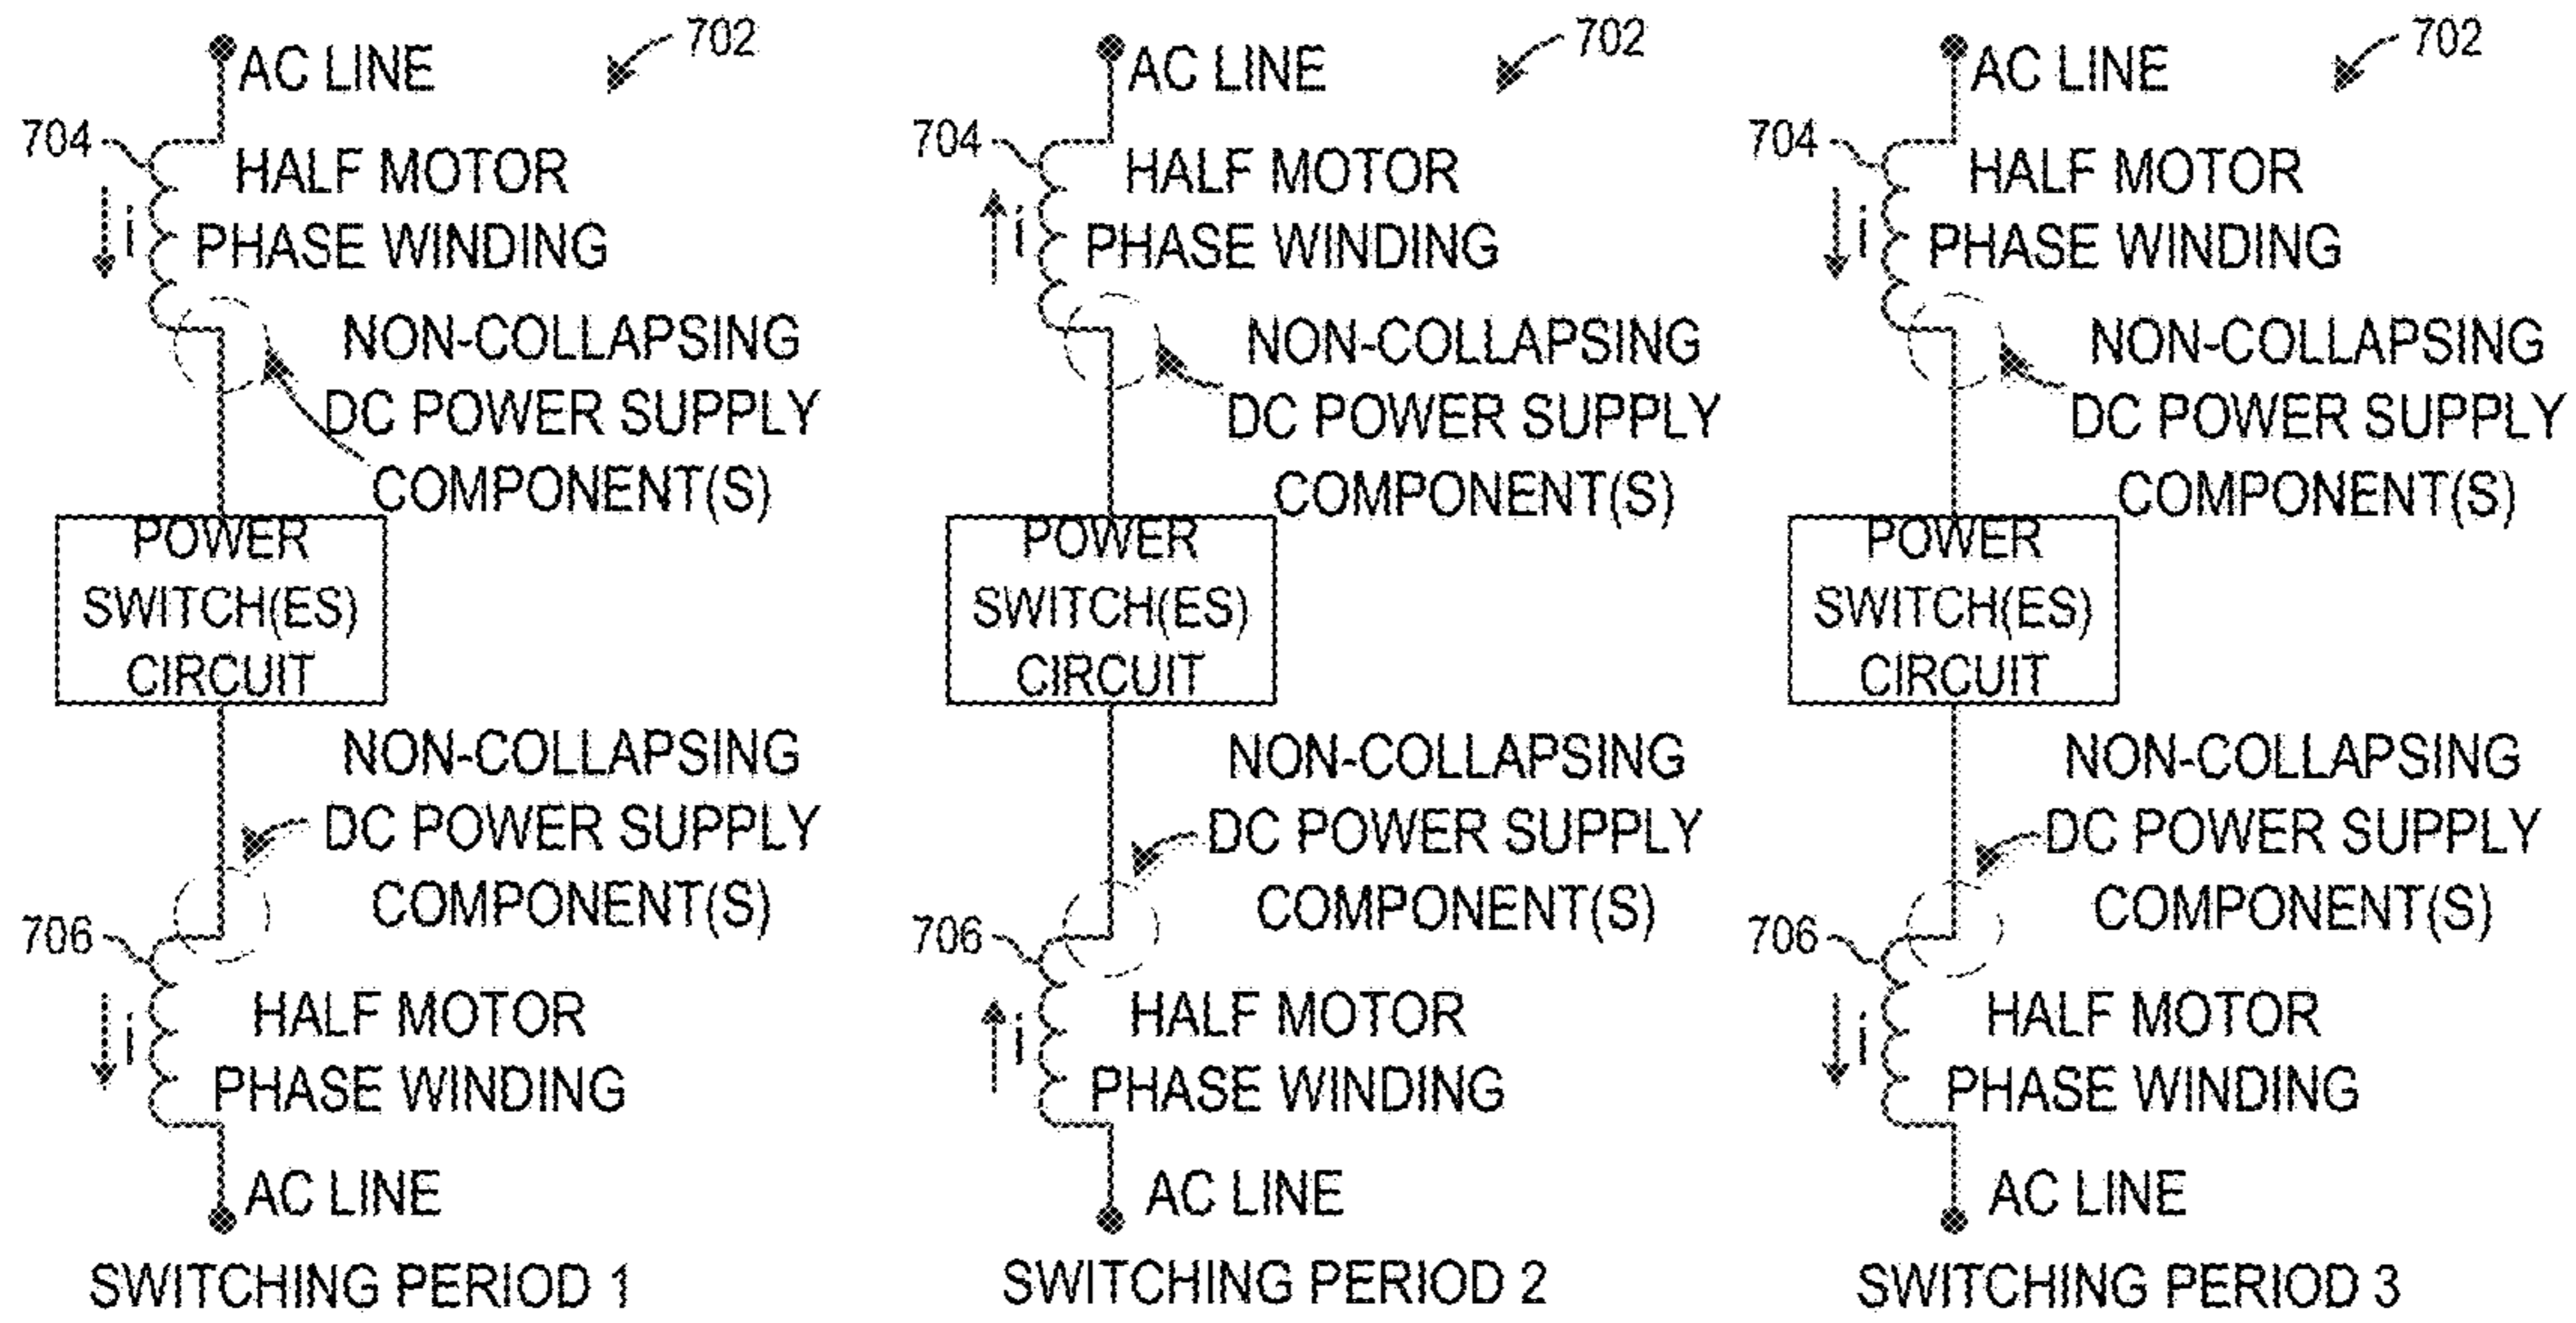 702
AC LINE
704
HALF MOTOR
i
PHASE WINDING
NON-COLLAPSING
DC POWER SUPPLY
COMPONENT(S)
POWER
SWITCH(ES)
CIRCUIT
NON-COLLAPSING
DC POWER SUPPLY
COMPONENT(S)
706
HALF MOTOR
i
PHASE WINDING
AC LINE
SWITCHING PERIOD 1
702
AC LINE
704
HALF MOTOR
i
PHASE WINDING
NON-COLLAPSING
DC POWER SUPPLY
COMPONENT(S)
POWER
SWITCH(ES)
CIRCUIT
NON-COLLAPSING
DC POWER SUPPLY
COMPONENT(S)
706
HALF MOTOR
i
PHASE WINDING
AC LINE
SWITCHING PERIOD 2
702
AC LINE
704
HALF MOTOR
i
PHASE WINDING
NON-COLLAPSING
DC POWER SUPPLY
COMPONENT(S)
POWER
SWITCH(ES)
CIRCUIT
NON-COLLAPSING
DC POWER SUPPLY
COMPONENT(S)
706
HALF MOTOR
i
PHASE WINDING
AC LINE
SWITCHING PERIOD 3